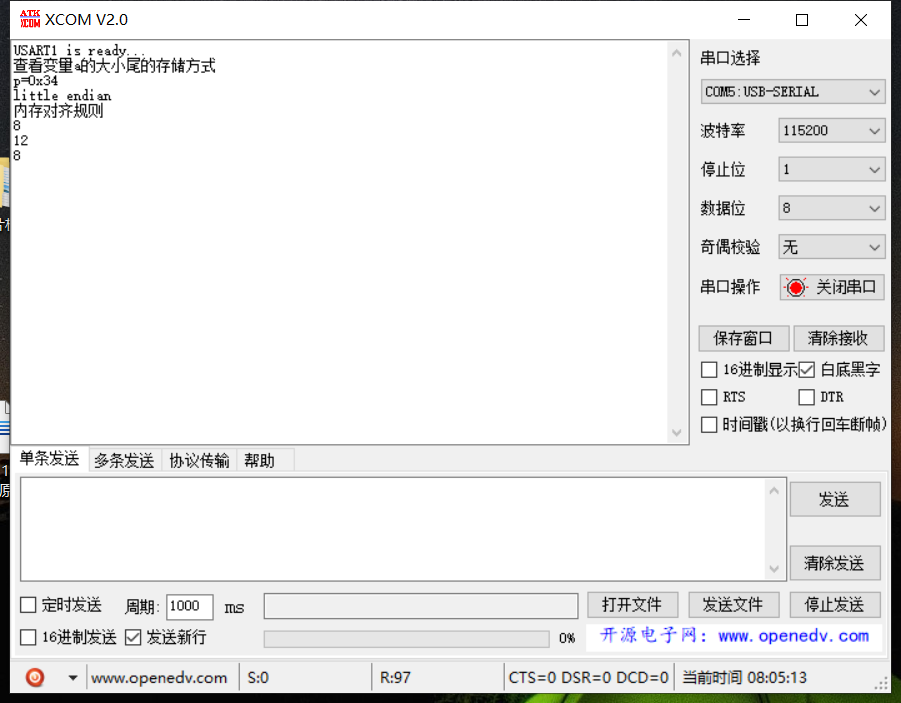 ATK XCOM XCOM V2.0
USART1 is ready...
查看变量a的大小尾的存储方式
p=0x34
little endian
内存对齐规则
8
12
8
串口选择
COM5:USB-SERIAL
波特率 115200
停止位 1
数据位 8
奇偶校验 无
串口操作 关闭串口
保存窗口 清除接收
16进制显示 白底黑字
RTS DTR
时间戳(以换行回车断帧)
单条发送 多条发送 协议传输 帮助
发送
清除发送
定时发送 周期: 1000 ms 打开文件 发送文件 停止发送
16进制发送 发送新行 0% 开源电子网：www.openedv.com
www.openedv.com S:0 R:97 CTS=0 DSR=0 DCD=0 当前时间 08:05:13